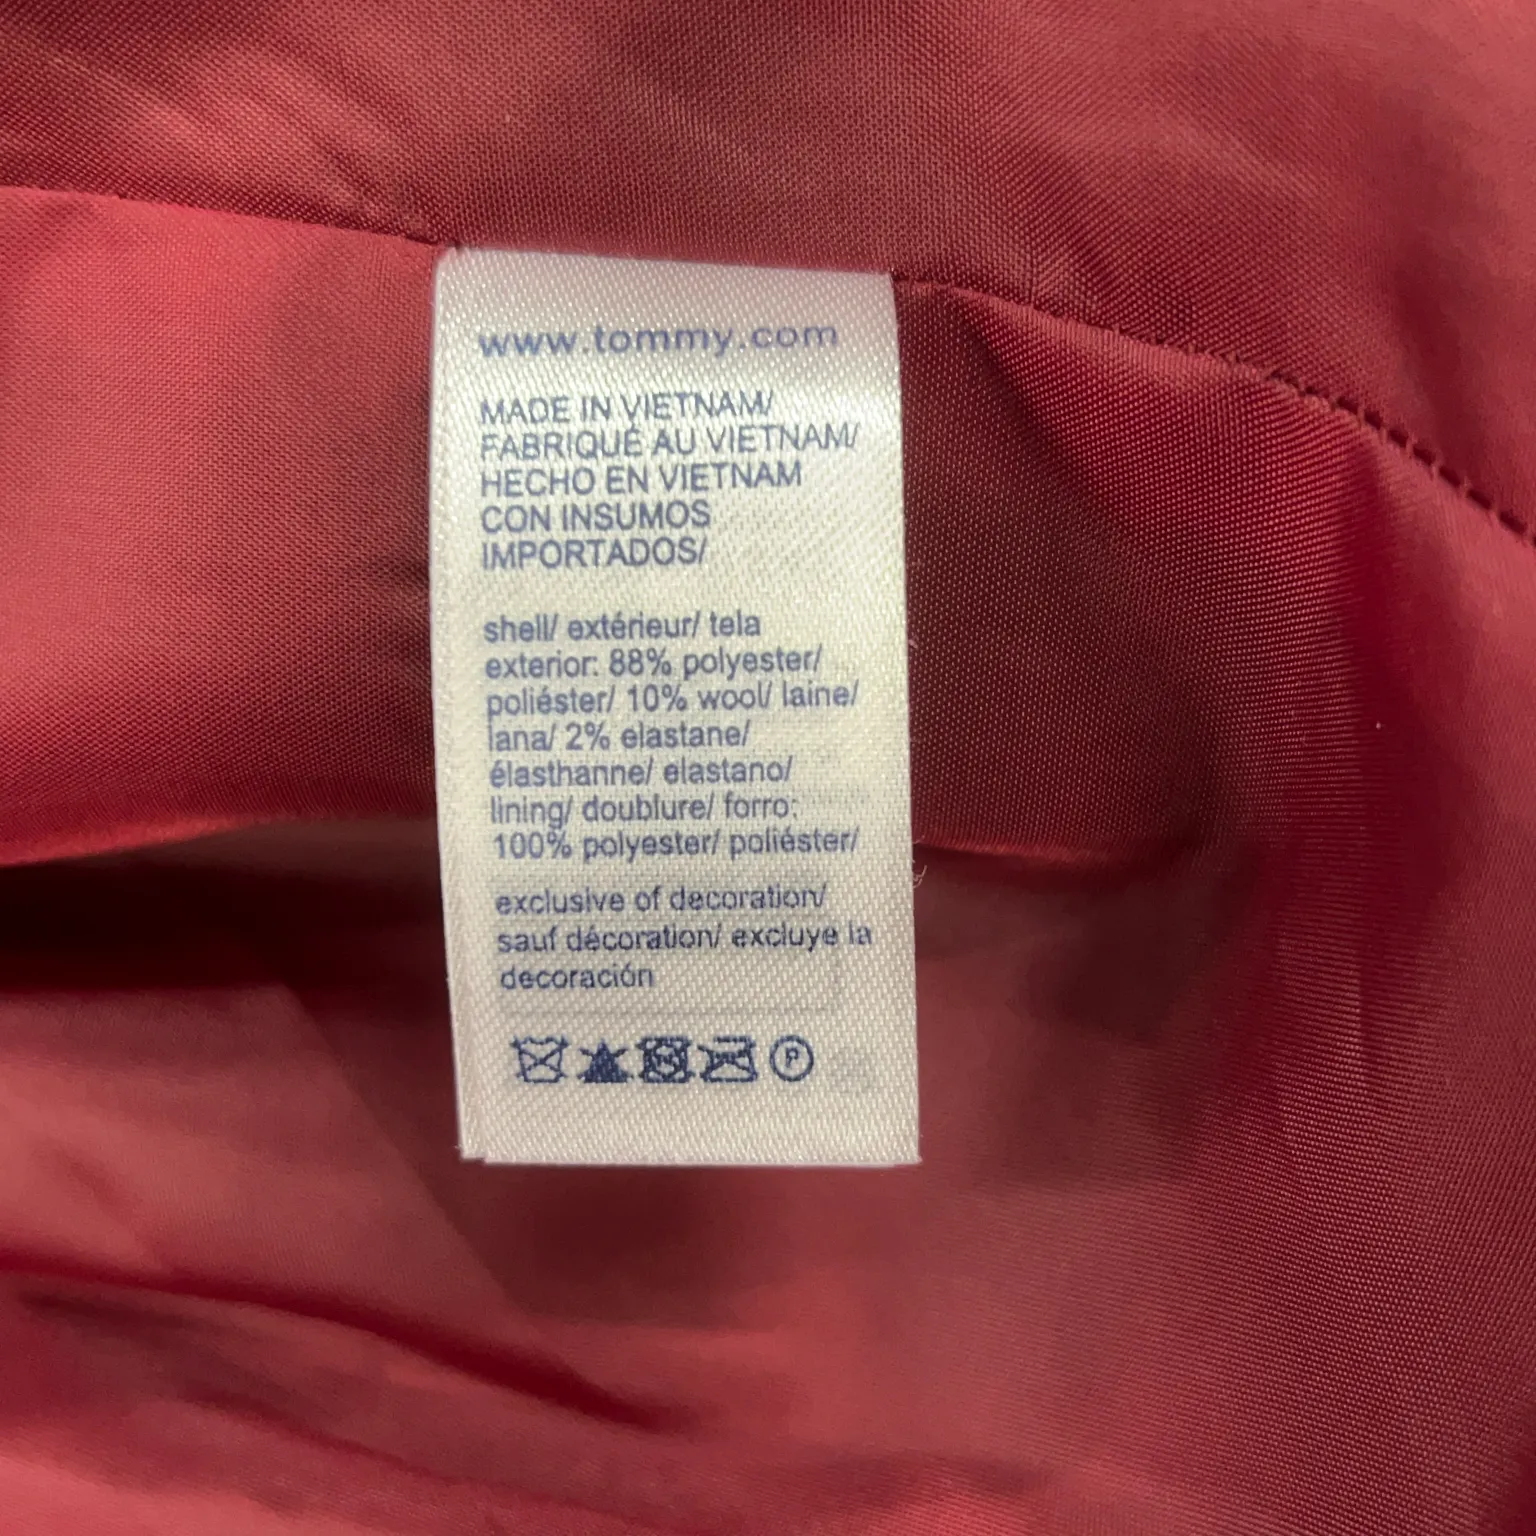 www.tommy.com
MADE IN VIETNAM/
FABRIQUÉ AU VIETNAM/
HECHO EN VIETNAM
CON INSUMOS
IMPORTADOS/
shell/ extérieur/ tela
exterior: 88% polyester/
poliéster/ 10% wool/ laine/
lana/ 2% elastane/
élasthanne/ elastano/
lining/ doublure/ forro:
100% polyester/ poliéster/
exclusive of decoration/
sauf décoration/ excluye la
decoración
P